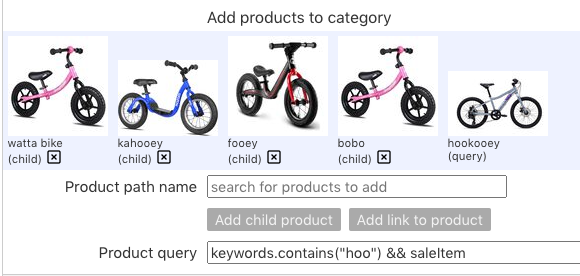 Add products to category
watta bike
(child)
kahooey
(child)
fooey
(child)
bobo
(child)
hookooey
(query)
Product path name
search for products to add
Add child product
Add link to product
Product query
keywords.contains("hoo") && saleItem